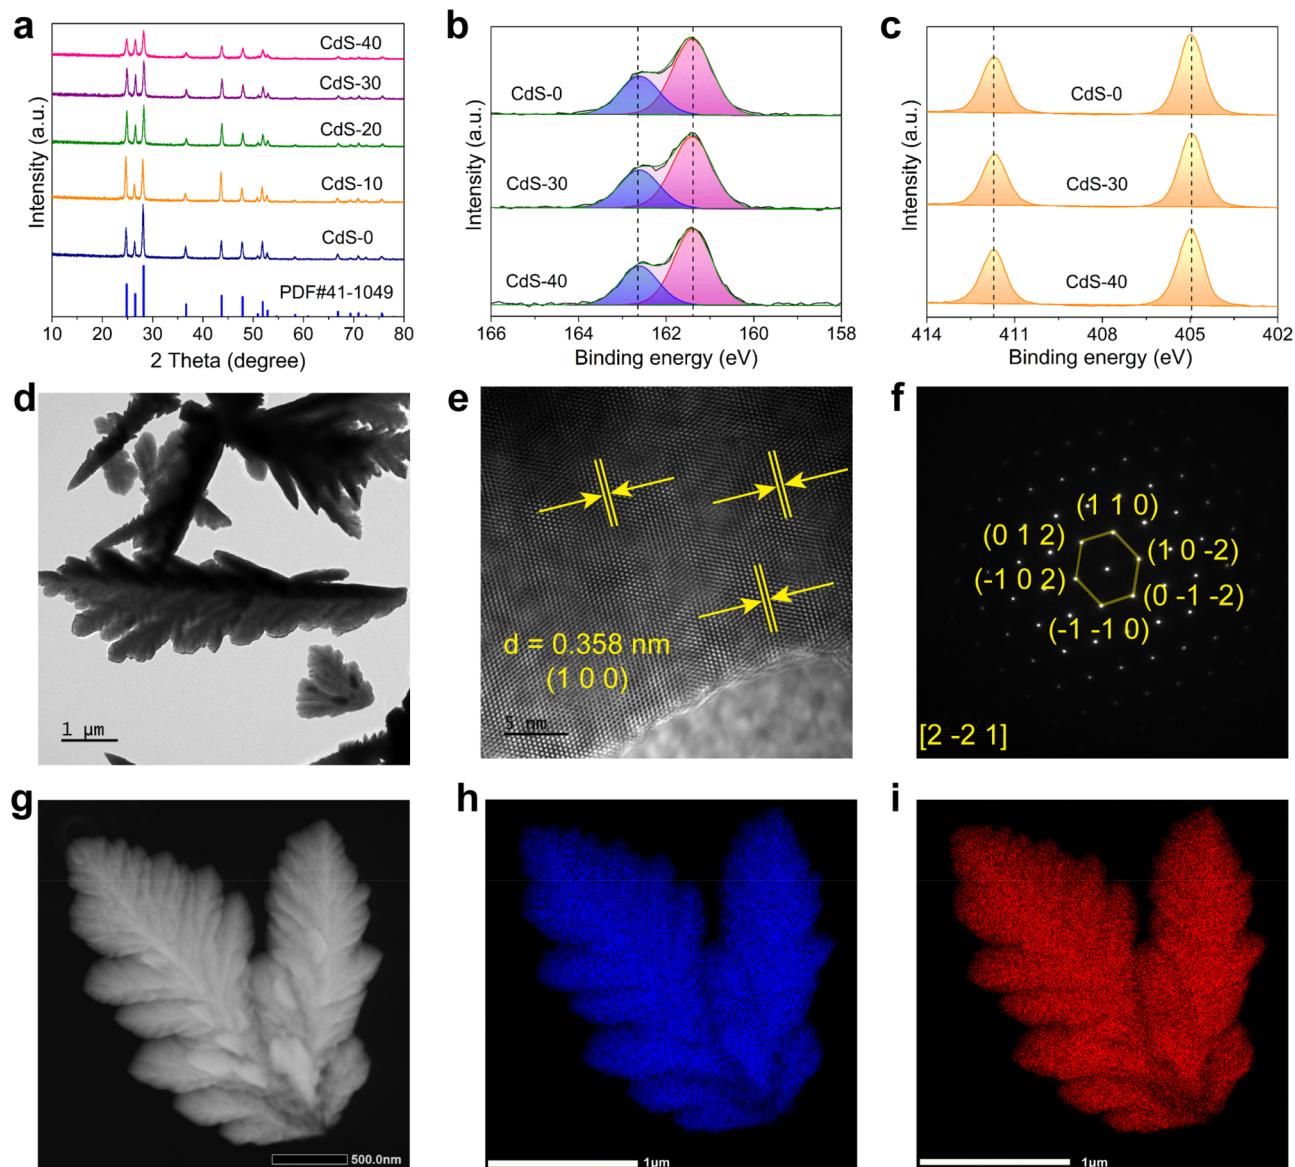 a
CdS-40
CdS-30
CdS-20
CdS-10
CdS-0
PDF#41-1049
Intensity (a.u.)
10 20 30 40 50 60 70 80
2 Theta (degree)
b
CdS-0
CdS-30
CdS-40
Intensity (a.u.)
166 164 162 160 158
Binding energy (eV)
c
CdS-0
CdS-30
CdS-40
Intensity (a.u.)
414 411 408 405 402
Binding energy (eV)
d
1 µm
e
d = 0.358 nm
(1 0 0)
5 nm
f
(1 1 0)
(0 1 2)
(1 0 -2)
(-1 0 2)
(0 -1 -2)
(-1 -1 0)
[2 -2 1]
g
500.0nm
h
1µm
i
1µm